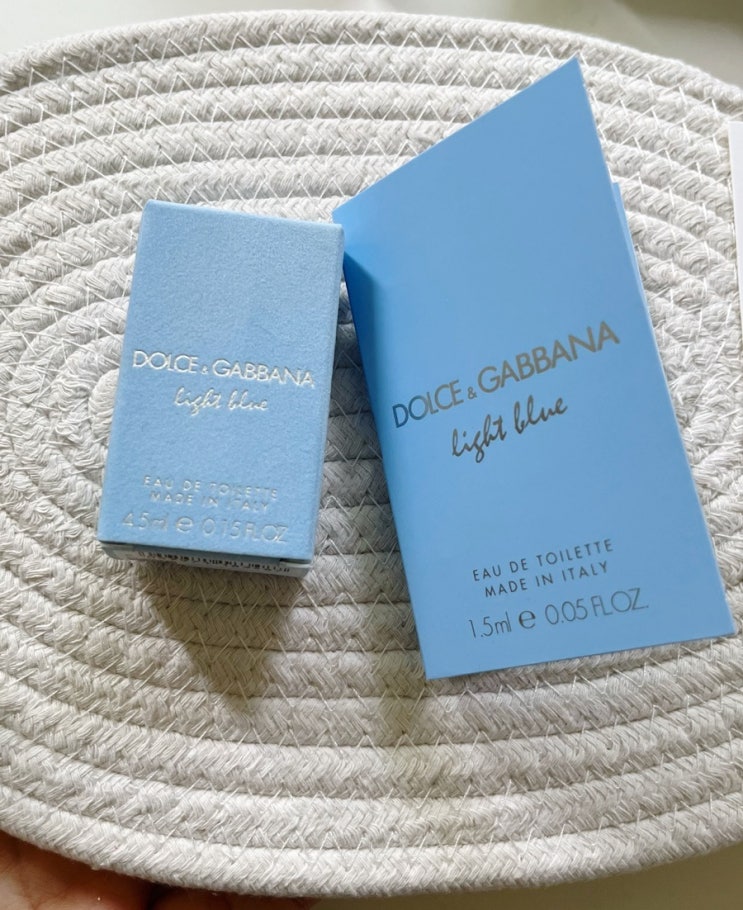 DOLCE & GABBANA
light blue
EAU DE TOILETTE
MADE IN ITALY
4.5ml e 0.15 FL.OZ.
DOLCE & GABBANA
light blue
EAU DE TOILETTE
MADE IN ITALY
1.5ml e 0.05 FL.OZ.